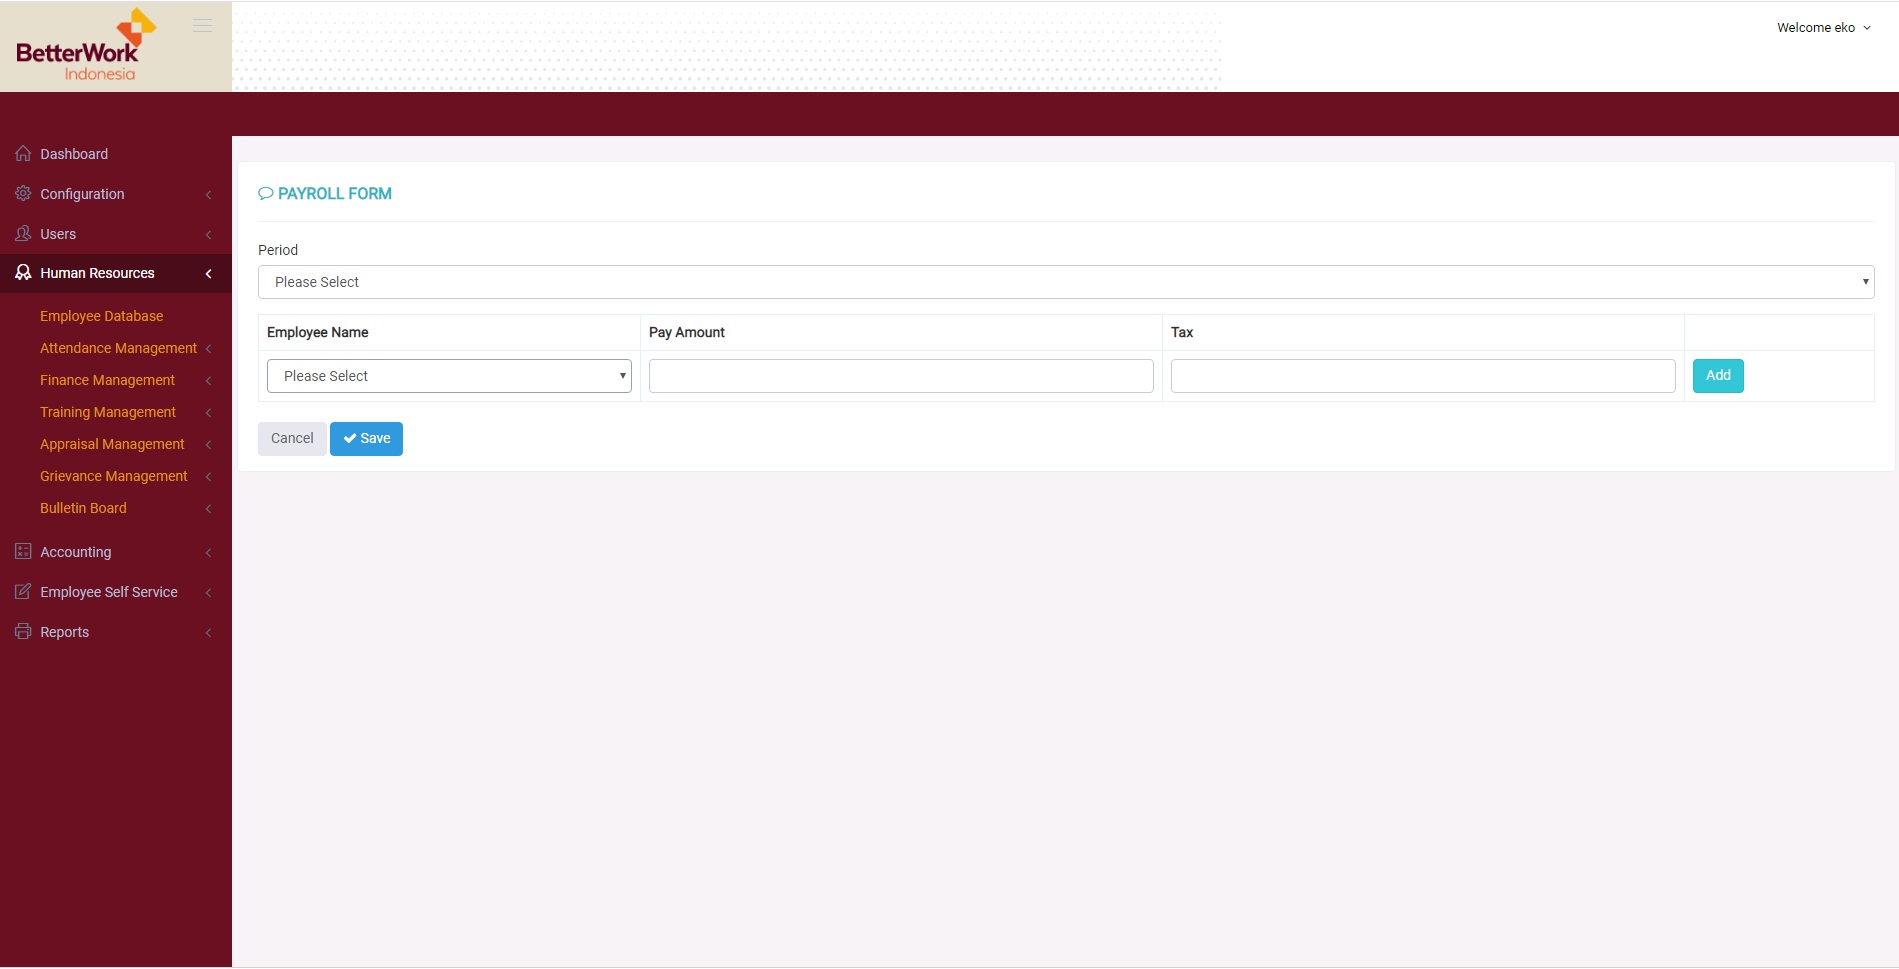 BetterWork
Indonesia
Welcome eko
Dashboard
Configuration
Users
Human Resources
Employee Database
Attendance Management
Finance Management
Training Management
Appraisal Management
Grievance Management
Bulletin Board
Accounting
Employee Self Service
Reports
PAYROLL FORM
Period
Please Select
Employee Name Pay Amount Tax
Please Select Add
Cancel Save